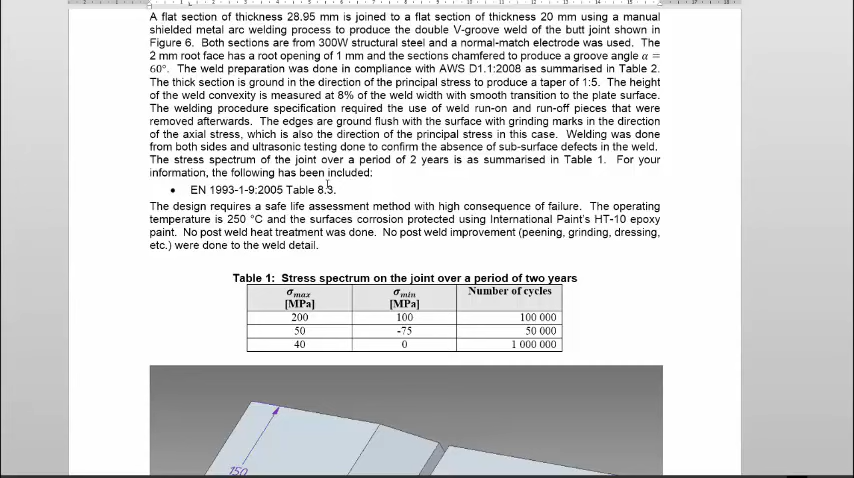 A flat section of thickness 28.95 mm is joined to a flat section of thickness 20 mm using a manual
shielded metal arc welding process to produce the double V-groove weld of the butt joint shown in
Figure 6. Both sections are from 300W structural steel and a normal-match electrode was used. The
2 mm root face has a root opening of 1 mm and the sections chamfered to produce a groove angle α =
60°. The weld preparation was done in compliance with AWS D1.1:2008 as summarised in Table 2.
The thick section is ground in the direction of the principal stress to produce a taper of 1:5. The height
of the weld convexity is measured at 8% of the weld width with smooth transition to the plate surface.
The welding procedure specification required the use of weld run-on and run-off pieces that were
removed afterwards. The edges are ground flush with the surface with grinding marks in the direction
of the axial stress, which is also the direction of the principal stress in this case. Welding was done
from both sides and ultrasonic testing done to confirm the absence of sub-surface defects in the weld.
The stress spectrum of the joint over a period of 2 years is as summarised in Table 1. For your
information, the following has been included:
• EN 1993-1-9:2005 Table 8.3.
The design requires a safe life assessment method with high consequence of failure. The operating
temperature is 250 °C and the surfaces corrosion protected using International Paint's HT-10 epoxy
paint. No post weld heat treatment was done. No post weld improvement (peening, grinding, dressing,
etc.) were done to the weld detail.
Table 1: Stress spectrum on the joint over a period of two years
σmax [MPa] σmin [MPa] Number of cycles
200 100 100 000
50 -75 50 000
40 0 1 000 000
150